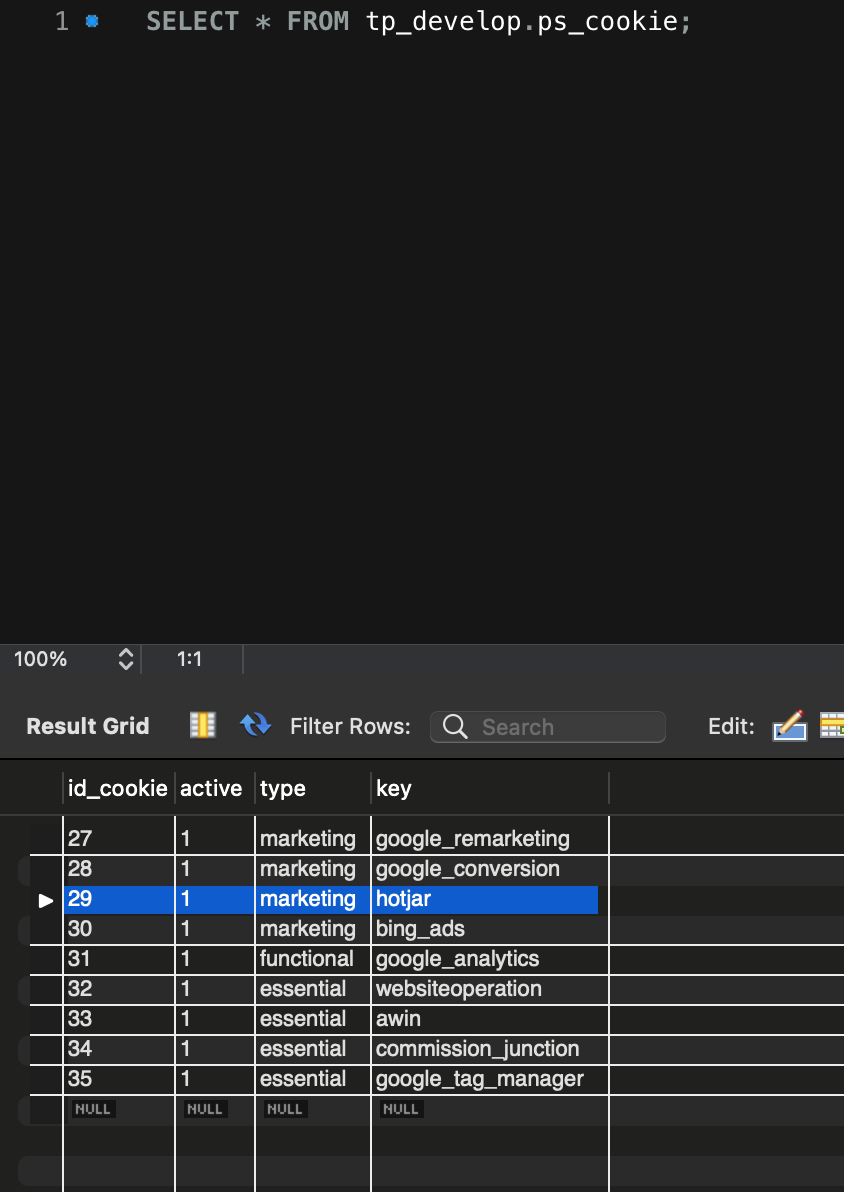 1 SELECT * FROM tp_develop.ps_cookie;
100% 1:1
Result Grid Filter Rows: Search Edit:
id_cookie active type key
27 1 marketing google_remarketing
28 1 marketing google_conversion
29 1 marketing hotjar
30 1 marketing bing_ads
31 1 functional google_analytics
32 1 essential websiteoperation
33 1 essential awin
34 1 essential commission_junction
35 1 essential google_tag_manager
NULL NULL NULL NULL